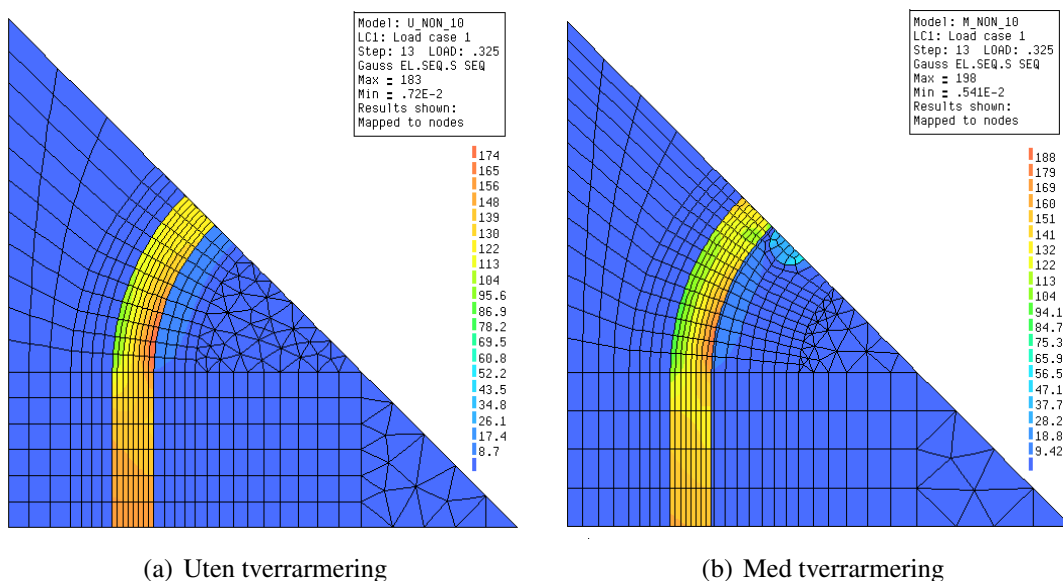 Model: U_NON_10
LC1: Load case 1
Step: 13 LOAD: .325
Gauss EL.SEQ.S SEQ
Max = 183
Min = .72E-2
Results shown:
Mapped to nodes
174
165
156
148
139
130
122
113
104
95.6
86.9
78.2
69.5
60.8
52.2
43.5
34.8
26.1
17.4
8.7
(a) Uten tverrarmering
Model: M_NON_10
LC1: Load case 1
Step: 13 LOAD: .325
Gauss EL.SEQ.S SEQ
Max = 198
Min = .541E-2
Results shown:
Mapped to nodes
188
179
169
160
151
141
132
122
113
104
94.1
84.7
75.3
65.9
56.5
47.1
37.7
28.2
18.8
9.42
(b) Med tverrarmering